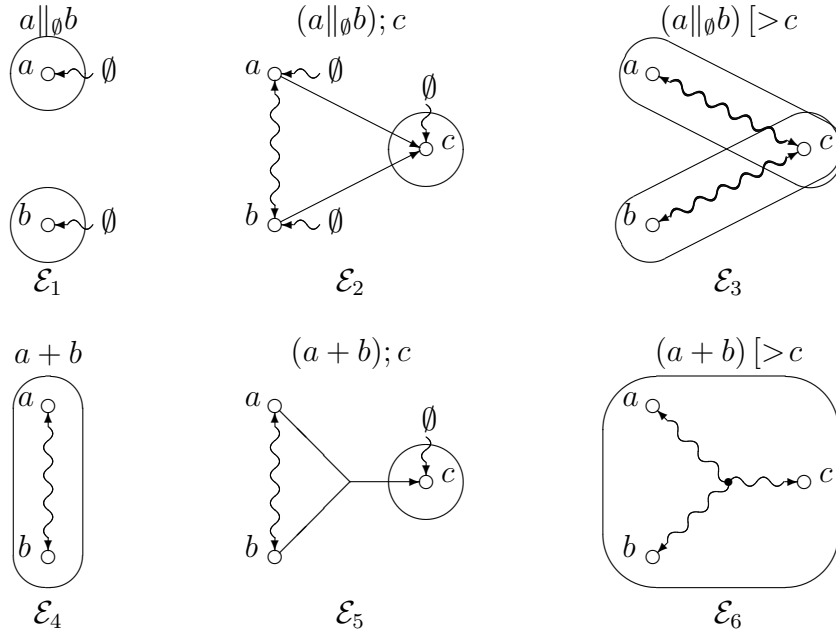 a∥∅b
(a∥∅b); c
(a∥∅b) [> c
a ∅
a ∅
∅
c
a
c
b ∅
b ∅
b
ℰ1
ℰ2
ℰ3
a + b
(a + b); c
(a + b) [> c
a
a
∅
c
a
c
b
b
b
ℰ4
ℰ5
ℰ6